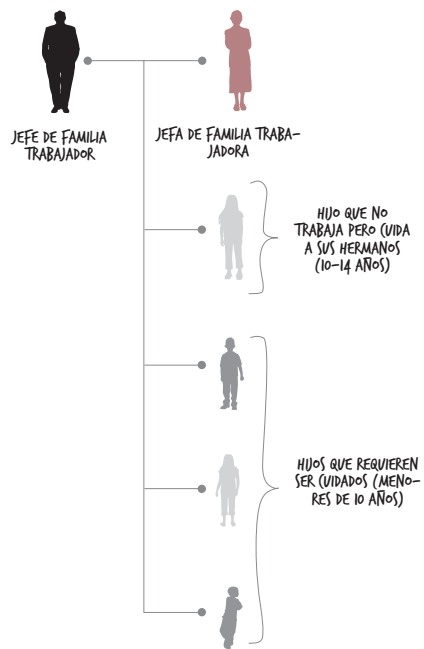 JEFE DE FAMILIA
TRABAJADOR
JEFA DE FAMILIA TRABA-
JADORA
HIJO QUE NO
TRABAJA PERO CUIDA
A SUS HERMANOS
(10-14 AÑOS)
HIJOS QUE REQUIEREN
SER CUIDADOS (MENO-
RES DE 10 AÑOS)